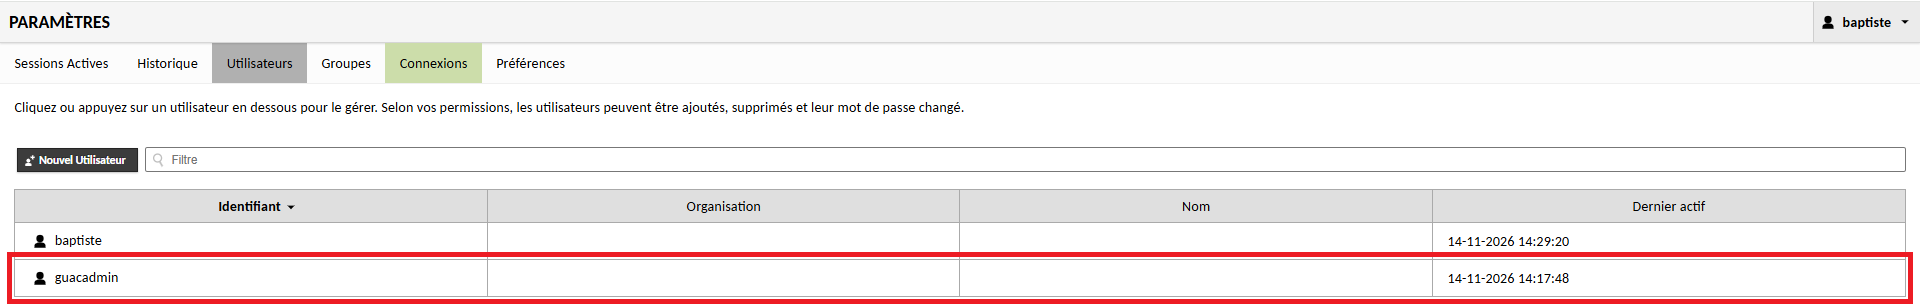 PARAMÈTRES
baptiste
Sessions Actives Historique Utilisateurs Groupes Connexions Préférences
Cliquez ou appuyez sur un utilisateur en dessous pour le gérer. Selon vos permissions, les utilisateurs peuvent être ajoutés, supprimés et leur mot de passe changé.
Nouvel Utilisateur Filtre
Identifiant Organisation Nom Dernier actif
baptiste 14-11-2026 14:29:20
guacadmin 14-11-2026 14:17:48